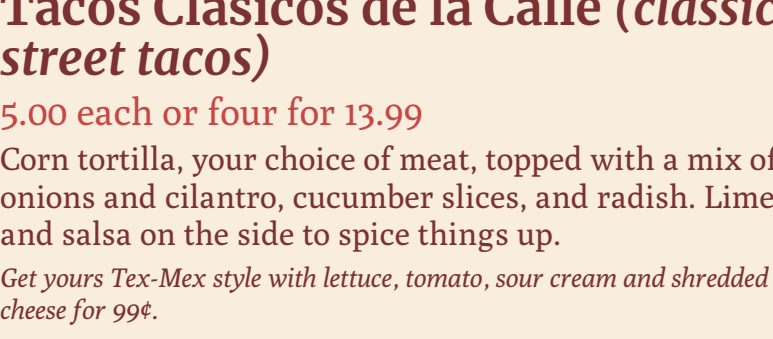 Tacos Clásicos de la Calle (classic
street tacos)
5.00 each or four for 13.99
Corn tortilla, your choice of meat, topped with a mix of
onions and cilantro, cucumber slices, and radish. Lime
and salsa on the side to spice things up.
Get yours Tex-Mex style with lettuce, tomato, sour cream and shredded
cheese for 99¢.